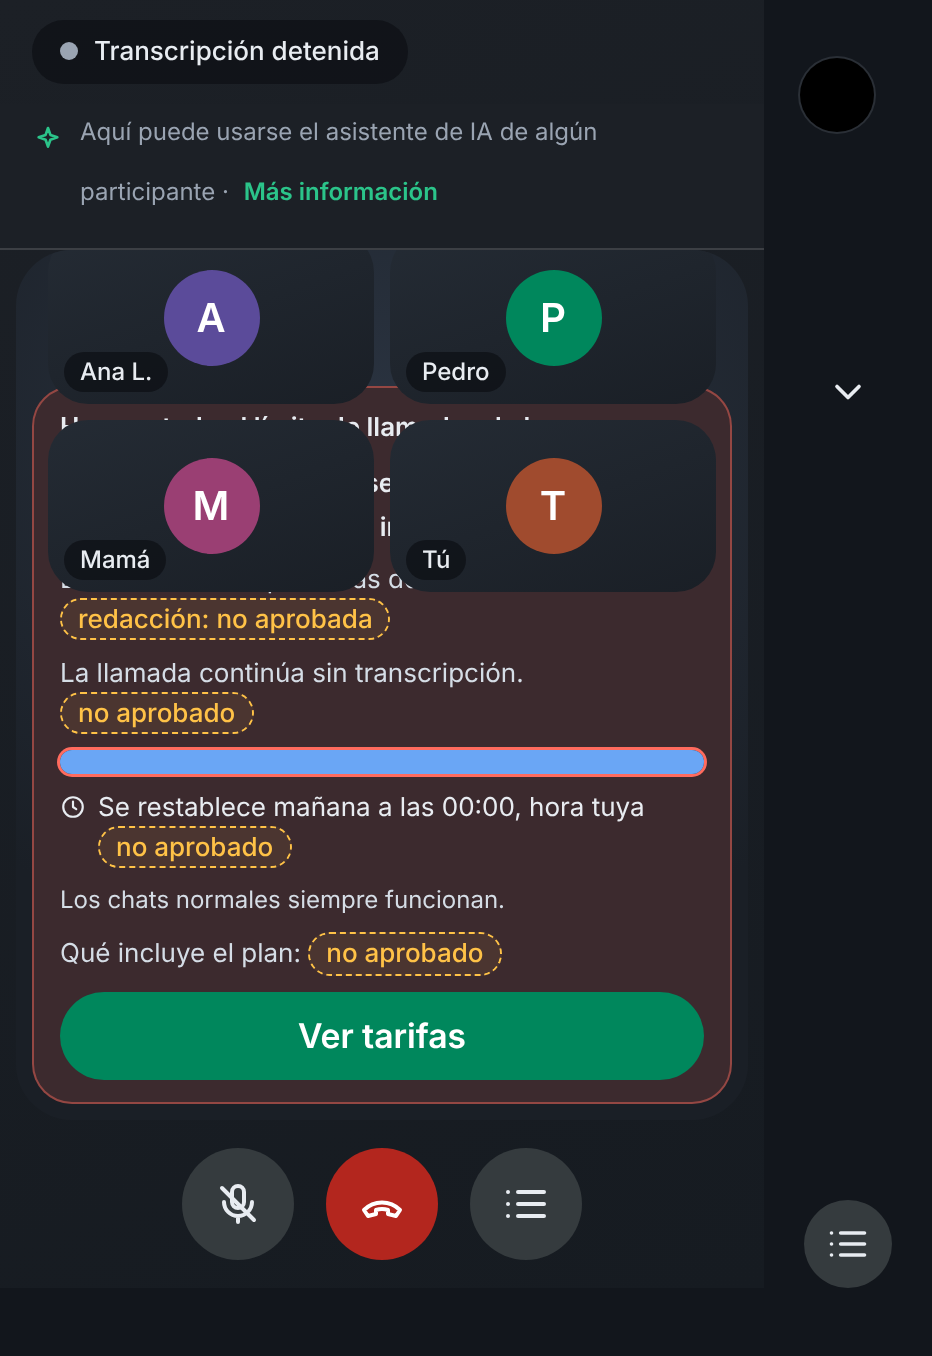 Transcripción detenida
Aquí puede usarse el asistente de IA de algún
participante · Más información
A
P
Ana L.
Pedro
M
T
Mamá
Tú
redacción: no aprobada
La llamada continúa sin transcripción.
no aprobado
Se restablece mañana a las 00:00, hora tuya
no aprobado
Los chats normales siempre funcionan.
Qué incluye el plan: no aprobado
Ver tarifas